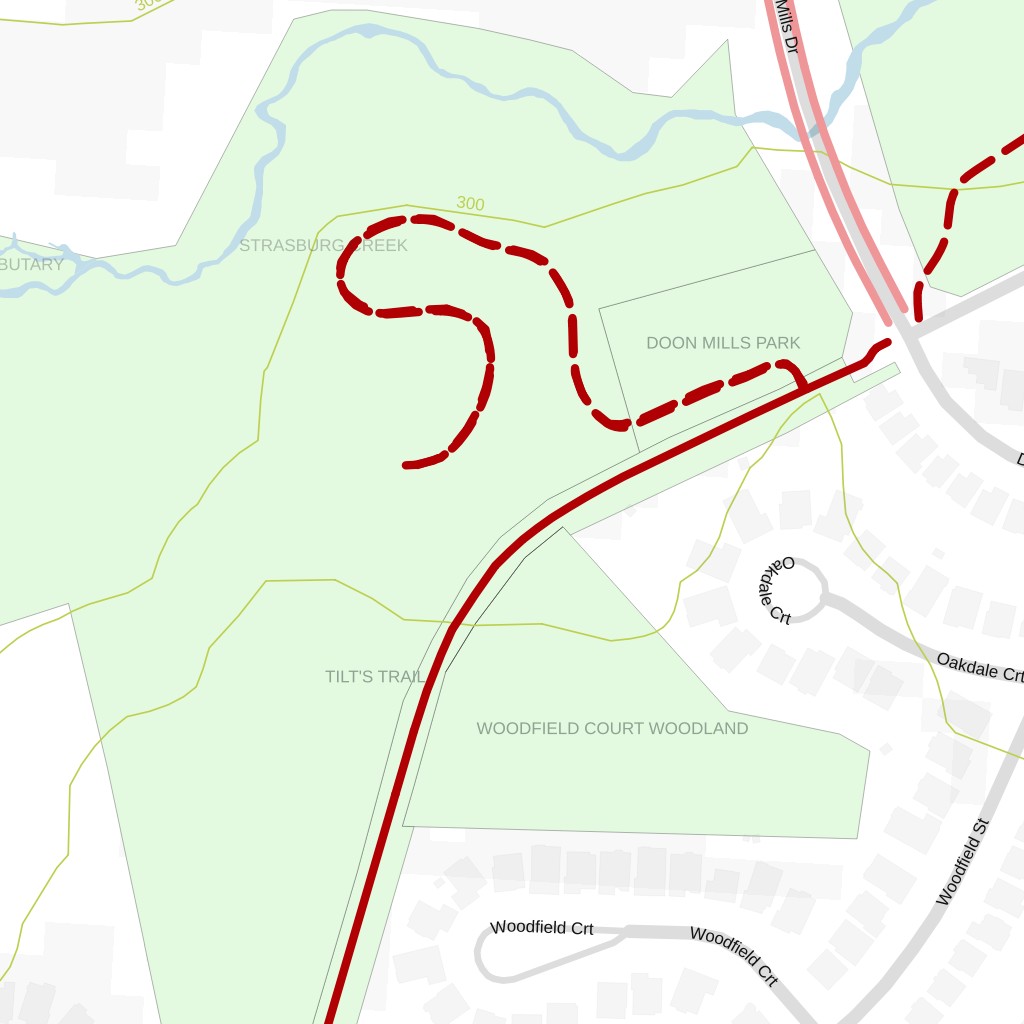 Mills Dr
300
STRASBURG CREEK
BUTARY
DOON MILLS PARK
Oakdale Crt
Oakdale Crt
TILT'S TRAIL
WOODFIELD COURT WOODLAND
Woodfield St
Woodfield Crt
Woodfield Crt